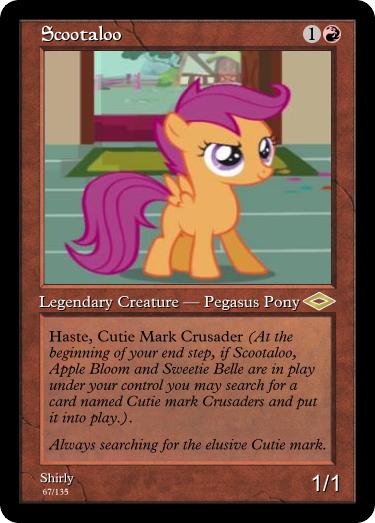 Scootaloo 1
Legendary Creature — Pegasus Pony
Haste, Cutie Mark Crusader (At the
beginning of your end step, if Scootaloo,
Apple Bloom and Sweetie Belle are in play
under your control you may search for a
card named Cutie mark Crusaders and put
it into play.).
Always searching for the elusive Cutie mark.
Shirly
67/135
1/1